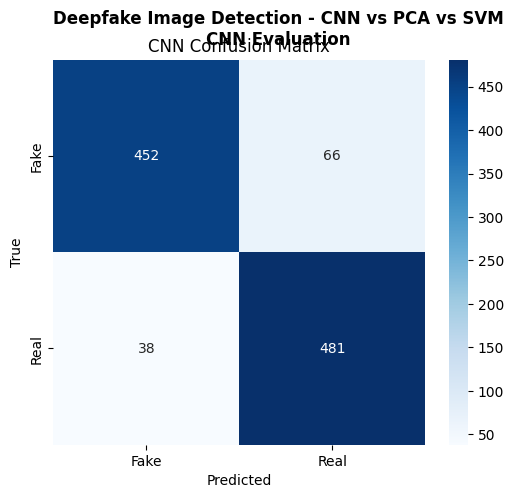 Deepfake Image Detection - CNN vs PCA vs SVM
CNN Evaluation
CNN Confusion Matrix
Fake
452
66
450
400
350
300
250
200
150
100
50
True
Real
38
481
Fake
Real
Predicted